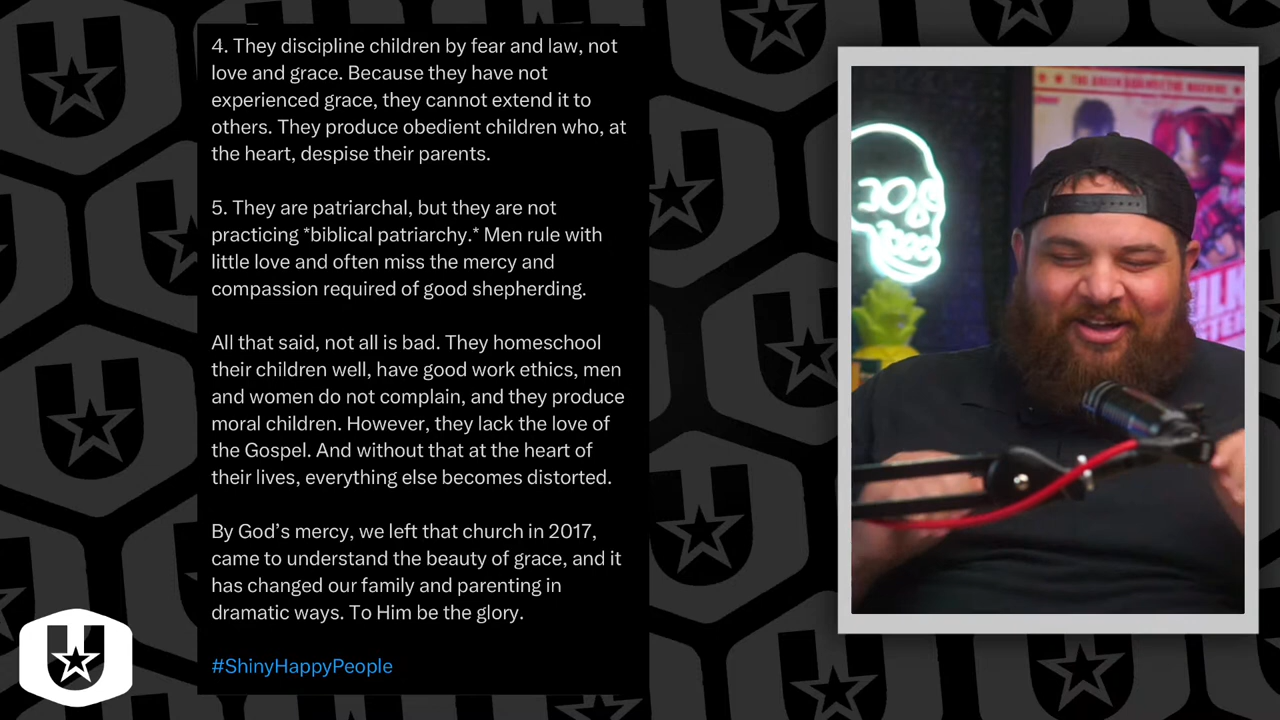 4. They discipline children by fear and law, not
love and grace. Because they have not
experienced grace, they cannot extend it to
others. They produce obedient children who, at
the heart, despise their parents.
5. They are patriarchal, but they are not
practicing *biblical patriarchy.* Men rule with
little love and often miss the mercy and
compassion required of good shepherding.
All that said, not all is bad. They homeschool
their children well, have good work ethics, men
and women do not complain, and they produce
moral children. However, they lack the love of
the Gospel. And without that at the heart of
their lives, everything else becomes distorted.
By God's mercy, we left that church in 2017,
came to understand the beauty of grace, and it
has changed our family and parenting in
dramatic ways. To Him be the glory.
#ShinyHappyPeople